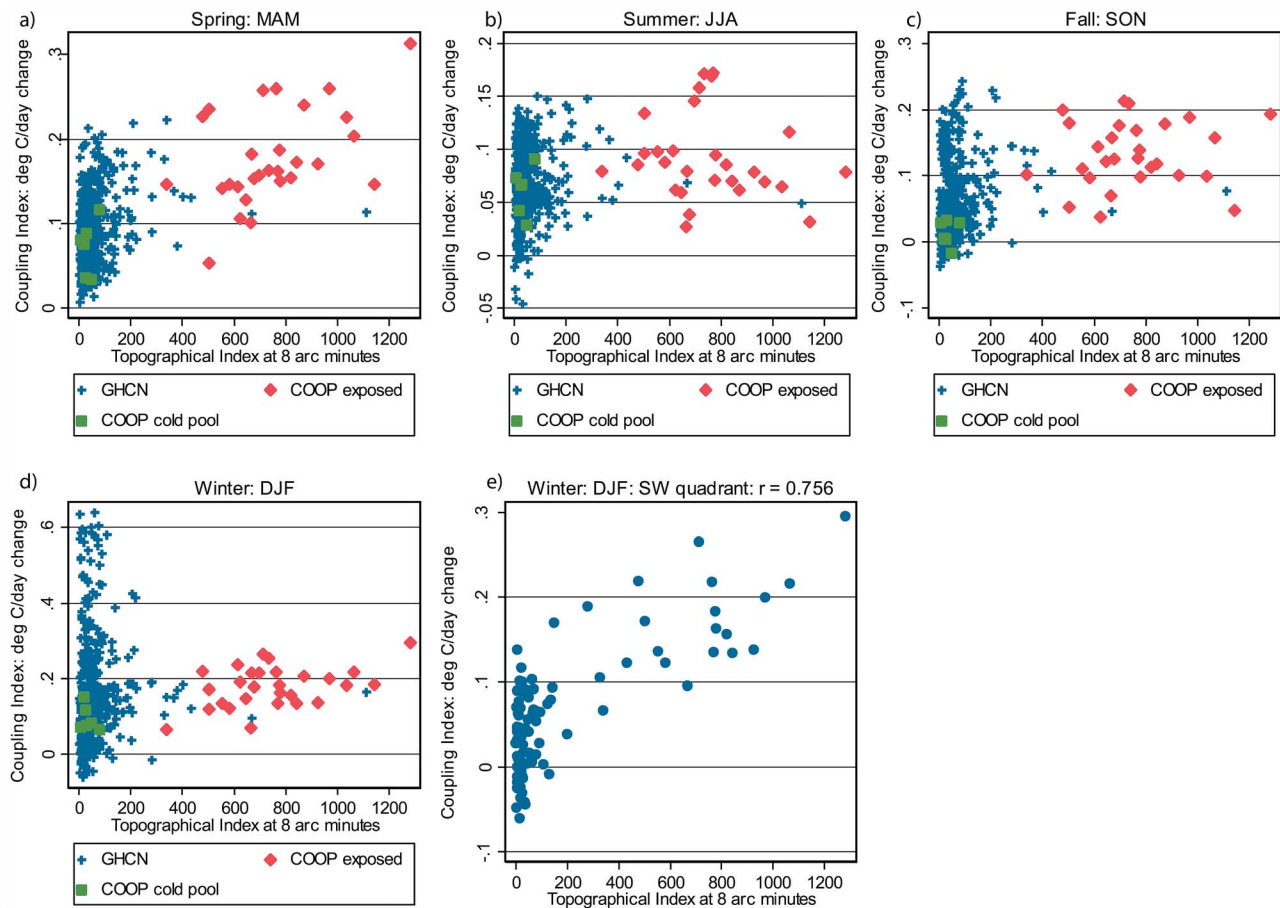 a)
Spring: MAM
Coupling Index: deg C/day change
.3
.2
.1
0
0 200 400 600 800 1000 1200
Topographical Index at 8 arc minutes
GHCN
COOP exposed
COOP cold pool
b)
Summer: JJA
Coupling Index: deg C/day change
.2
.15
.1
.05
0
-.05
0 200 400 600 800 1000 1200
Topographical Index at 8 arc minutes
GHCN
COOP exposed
COOP cold pool
c)
Fall: SON
Coupling Index: deg C/day change
.3
.2
.1
0
-.1
0 200 400 600 800 1000 1200
Topographical Index at 8 arc minutes
GHCN
COOP exposed
COOP cold pool
d)
Winter: DJF
Coupling Index: deg C/day change
.6
.4
.2
0
0 200 400 600 800 1000 1200
Topographical Index at 8 arc minutes
GHCN
COOP exposed
COOP cold pool
e)
Winter: DJF: SW quadrant: r = 0.756
Coupling Index: deg C/day change
.3
.2
.1
0
-.1
0 200 400 600 800 1000 1200
Topographical Index at 8 arc minutes